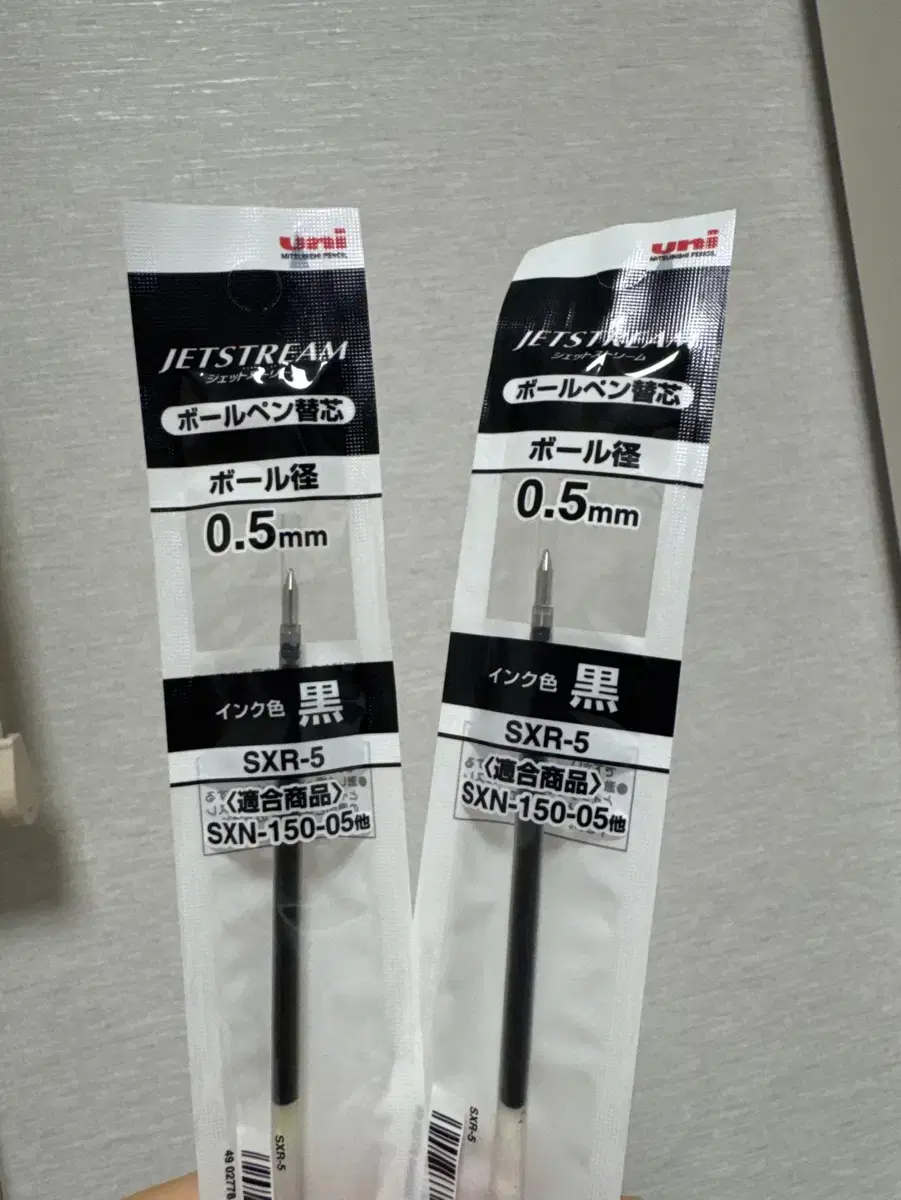 uni
MITSUBISHI PENCIL
JETSTREAM
ジェットストリーム
ボールペン替芯
ボール径
0.5mm
インク色 黒
SXR-5
〈適合商品〉
SXN-150-05他
SXR-5
49 02778
uni
MITSUBISHI PENCIL
JETSTREAM
ジェットストリーム
ボールペン替芯
ボール径
0.5mm
インク色 黒
SXR-5
〈適合商品〉
SXN-150-05他
SXR-5